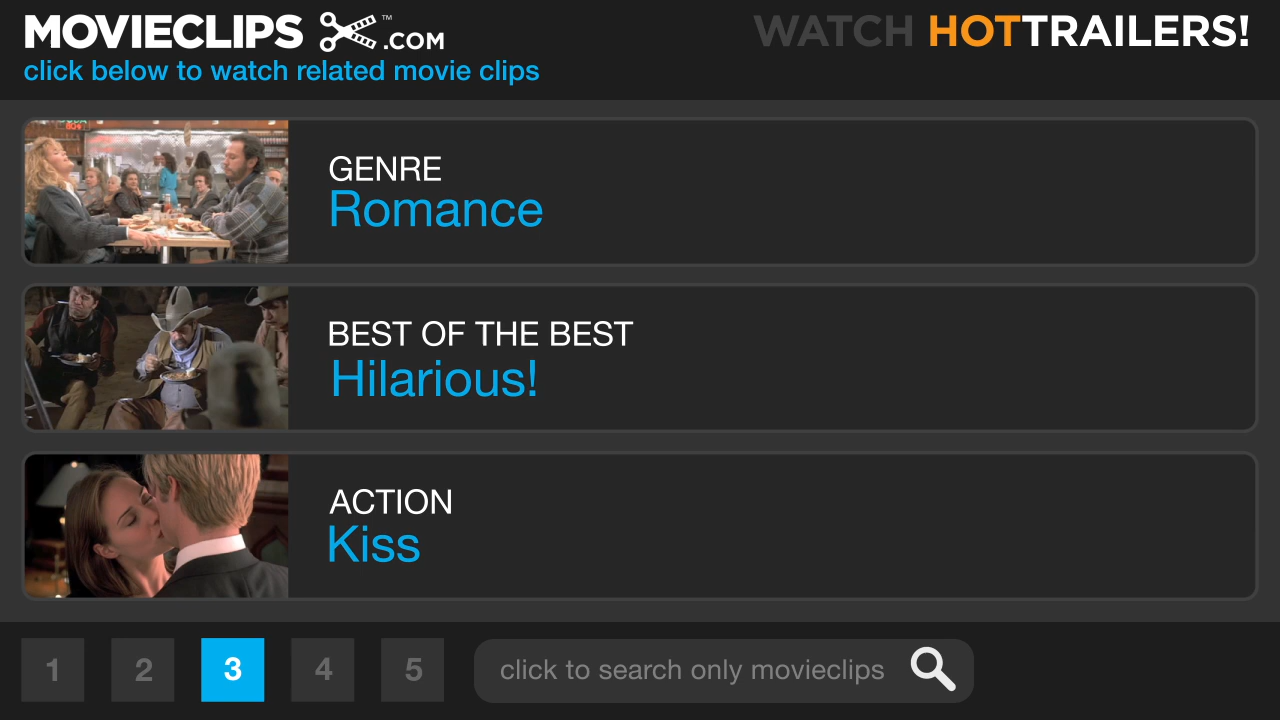 MOVIECLIPS ™ .COM
WATCH HOTTRAILERS!
click below to watch related movie clips
GENRE
Romance
BEST OF THE BEST
Hilarious!
ACTION
Kiss
1 2 3 4 5
click to search only movieclips